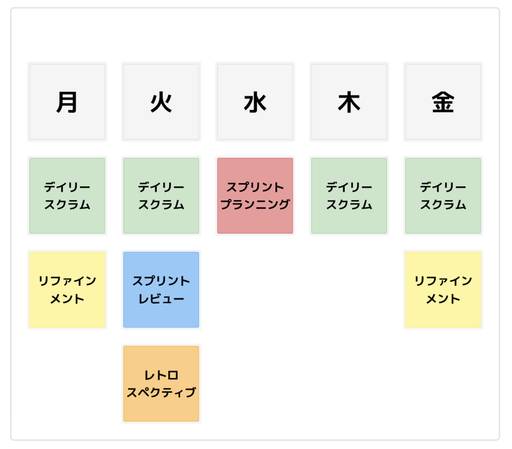 月
火
水
木
金
デイリー
スクラム
デイリー
スクラム
スプリント
プランニング
デイリー
スクラム
デイリー
スクラム
リファイン
メント
スプリント
レビュー
リファイン
メント
レトロ
スペクティブ